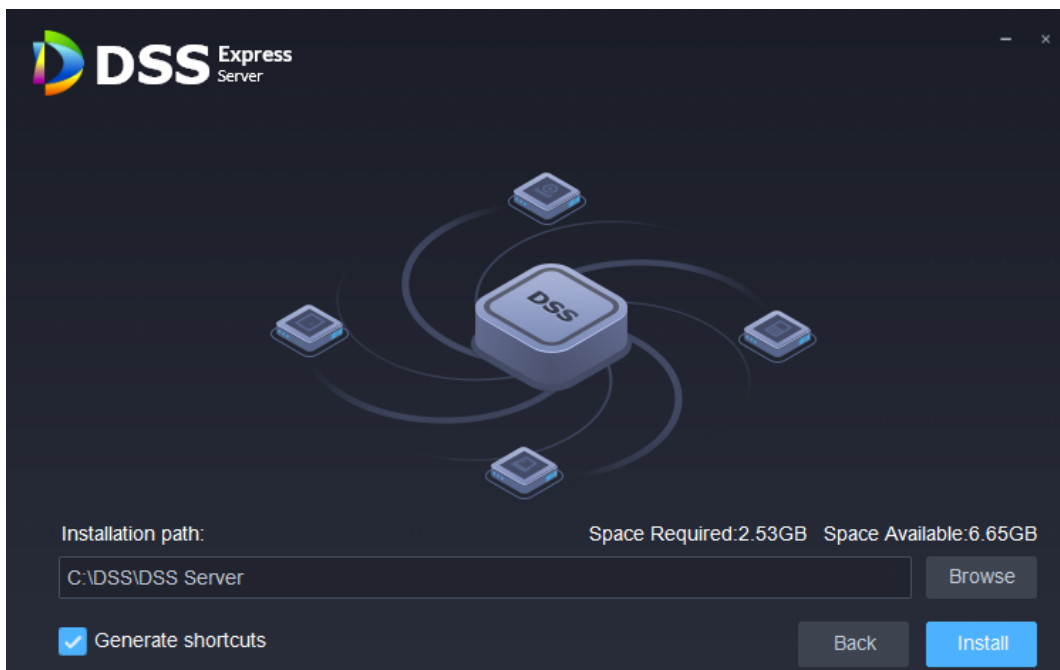 DSS Express
Server
DSS
Installation path:
Space Required:2.53GB Space Available:6.65GB
C:\DSS\DSS Server
Browse
Generate shortcuts
Back
Install